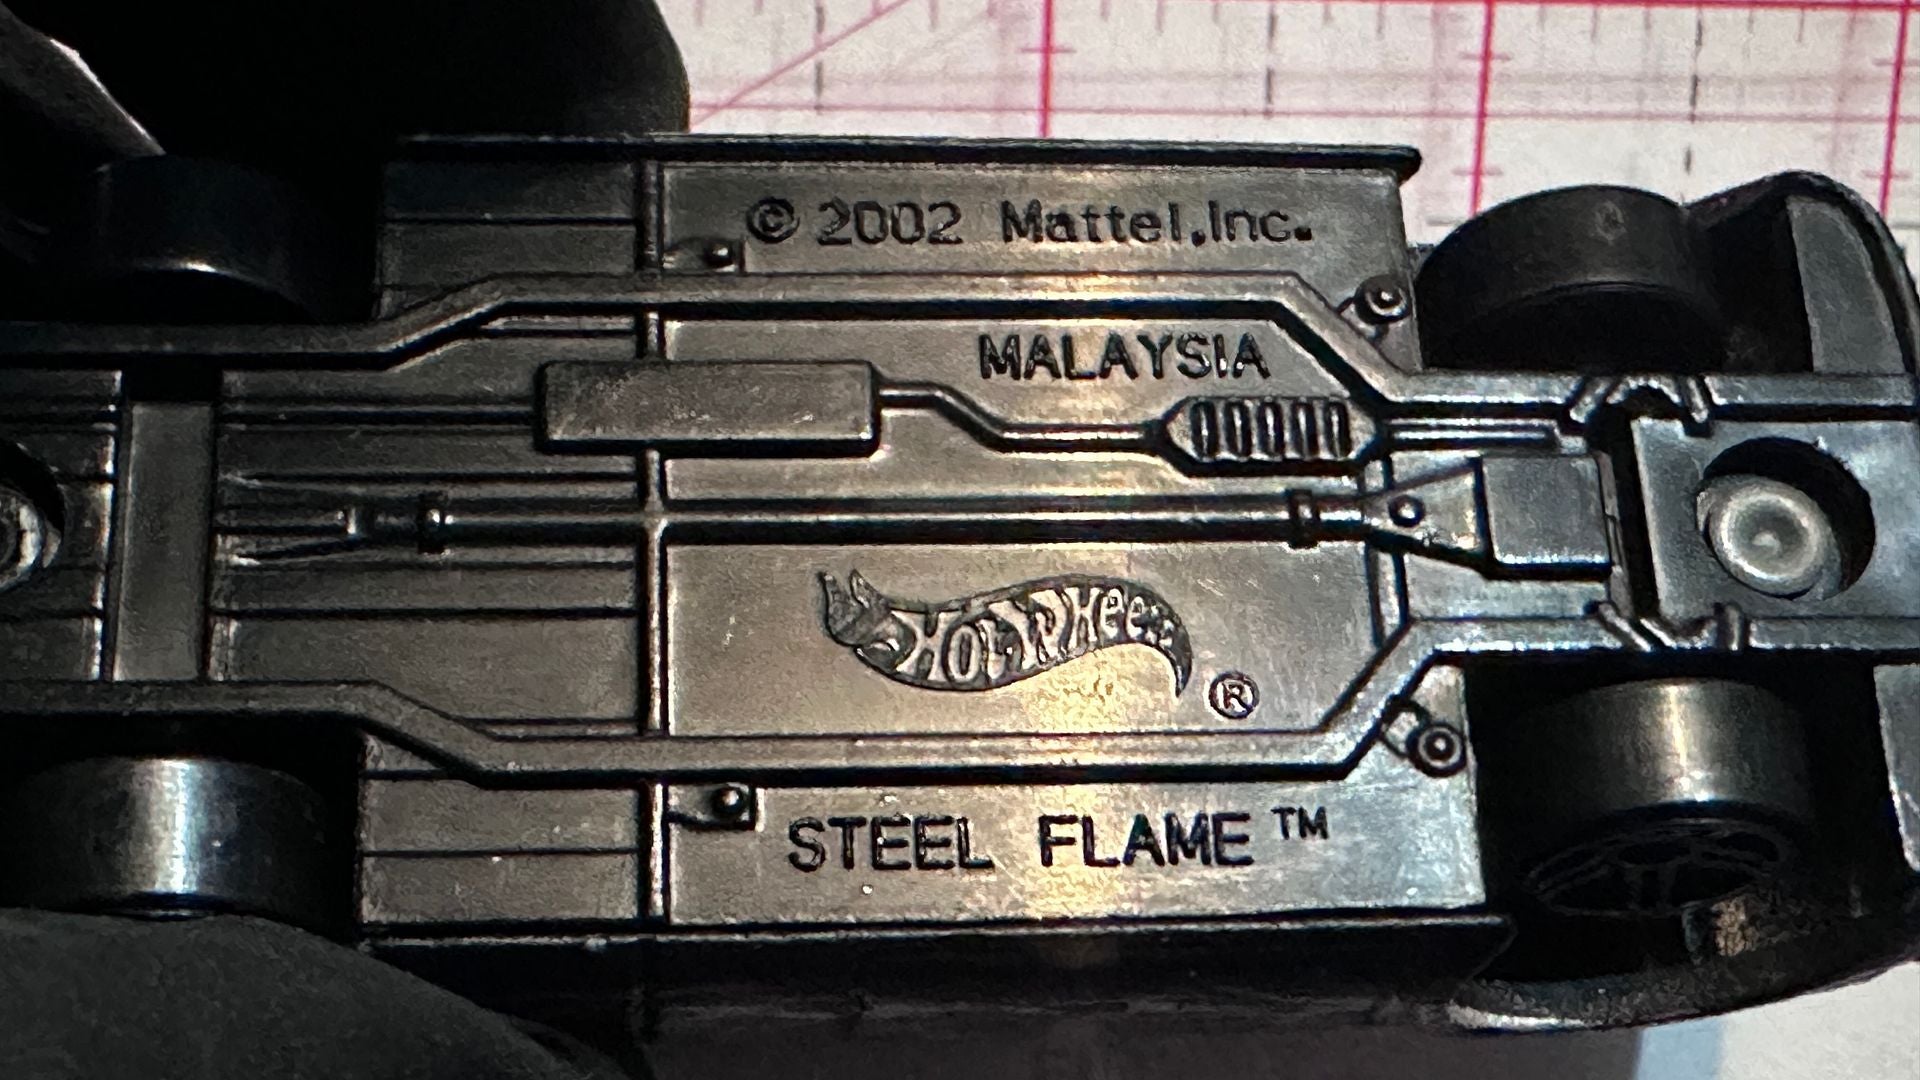 © 2002 Mattel,Inc.
MALAYSIA
HOT WHeeLS ®
STEEL FLAME ™